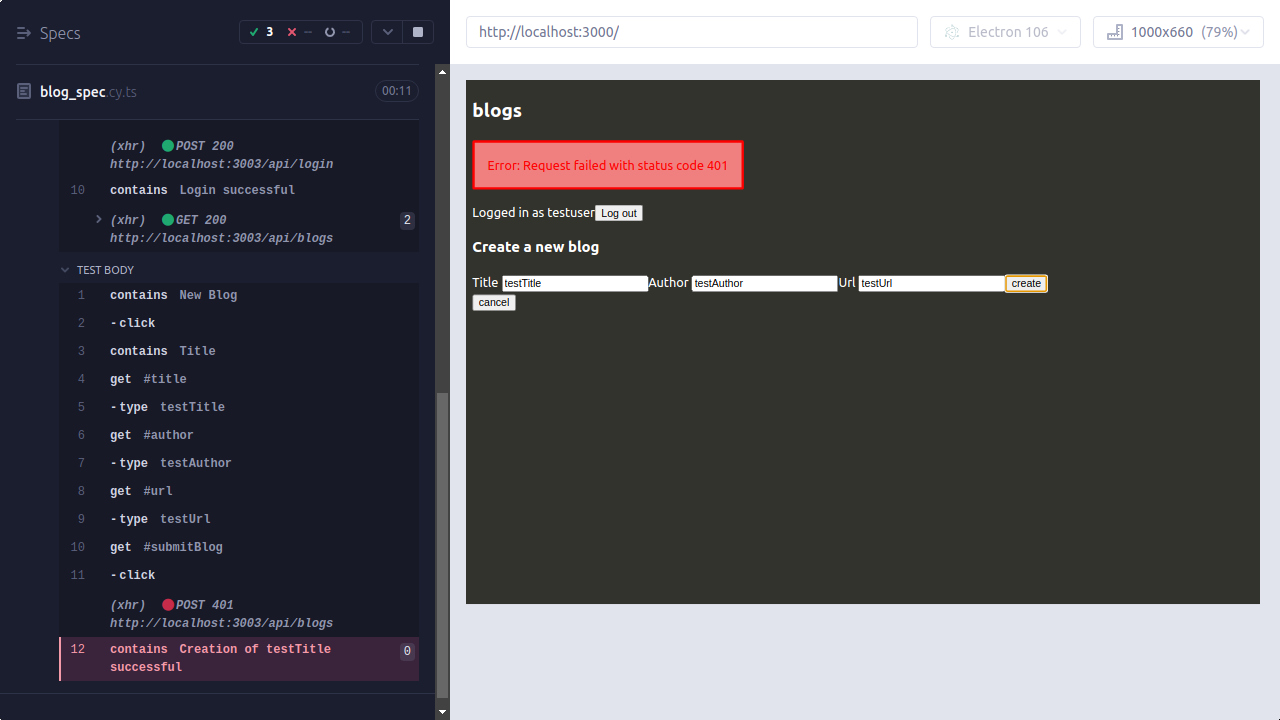 Specs
3 -- --
http://localhost:3000/
Electron 106
1000x660 (79%)
blog_spec.cy.ts
00:11
(xhr) POST 200
http://localhost:3003/api/login
10 contains Login successful
(xhr) GET 200 2
http://localhost:3003/api/blogs
TEST BODY
1 contains New Blog
2 -click
3 contains Title
4 get #title
5 -type testTitle
6 get #author
7 -type testAuthor
8 get #url
9 -type testUrl
10 get #submitBlog
11 -click
(xhr) POST 401
http://localhost:3003/api/blogs
12 contains Creation of testTitle 0
successful
blogs
Error: Request failed with status code 401
Logged in as testuser Log out
Create a new blog
Title testTitle Author testAuthor Url testUrl create
cancel